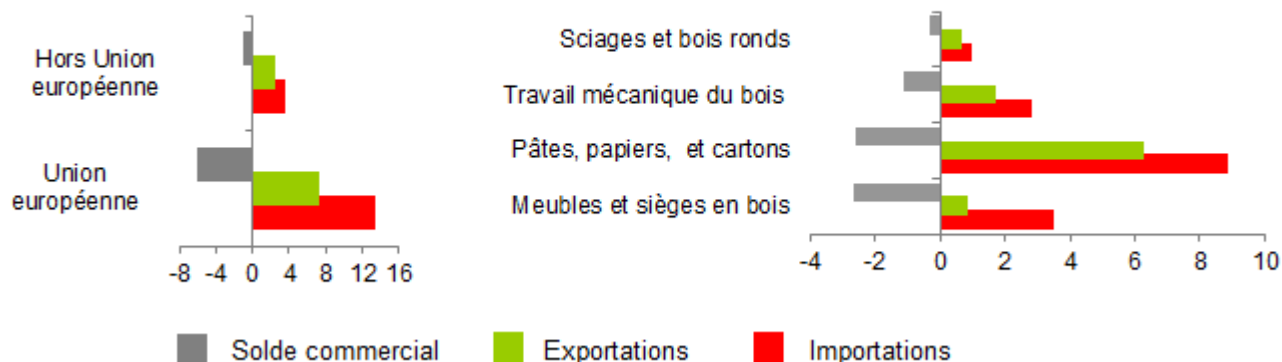 Hors Union
européenne
Union
européenne
-8 -4 0 4 8 12 16
Sciages et bois ronds
Travail mécanique du bois
Pâtes, papiers, et cartons
Meubles et sièges en bois
-4 -2 0 2 4 6 8 10
Solde commercial Exportations Importations